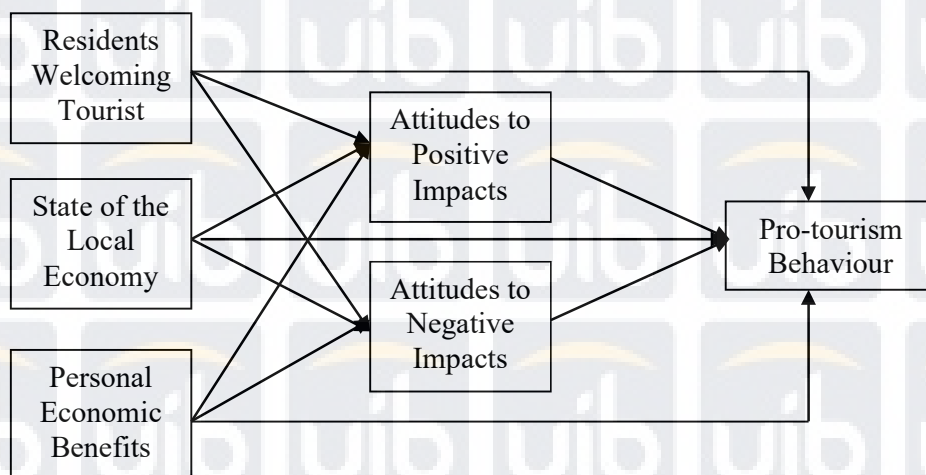 Residents
Welcoming
Tourist
Attitudes to
Positive
Impacts
State of the
Local
Economy
Pro-tourism
Behaviour
Attitudes to
Negative
Impacts
Personal
Economic
Benefits
uib